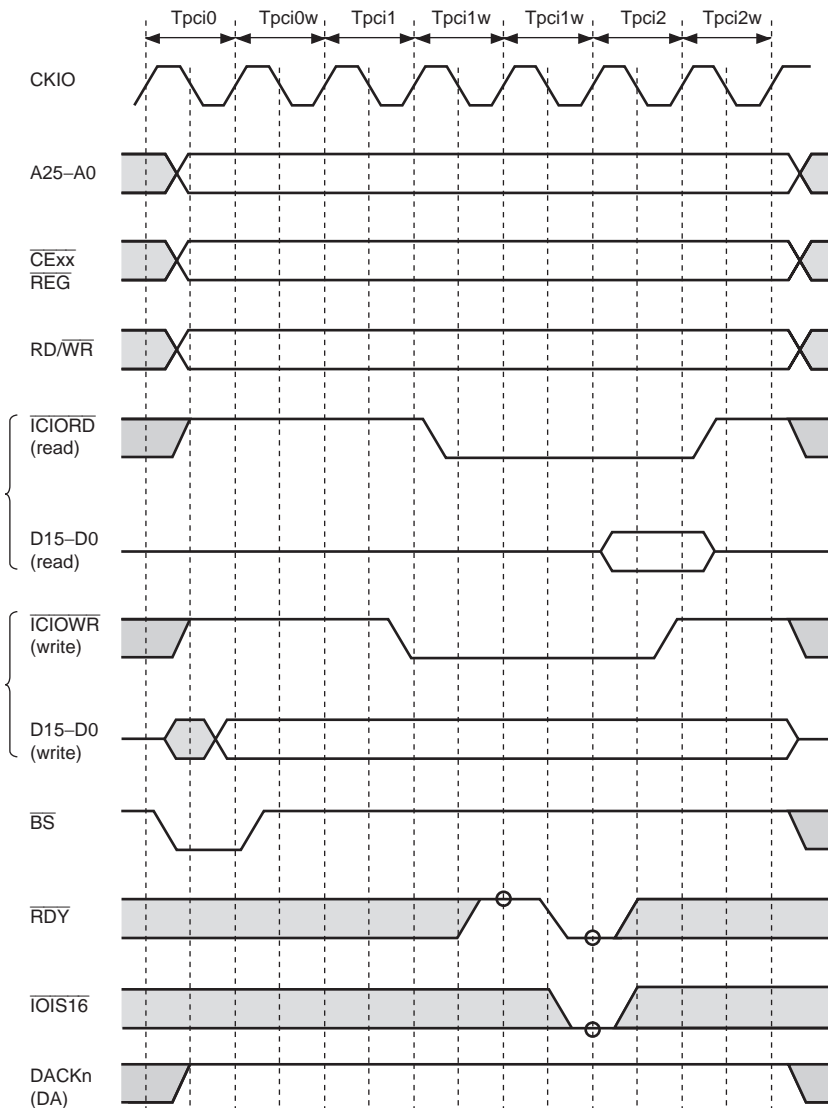 Tpci0 Tpci0w Tpci1 Tpci1w Tpci1w Tpci2 Tpci2w
CKIO
A25–A0
CExx
REG
RD/WR
ICIORD
(read)
D15–D0
(read)
ICIOWR
(write)
D15–D0
(write)
BS
RDY
IOIS16
DACKn
(DA)